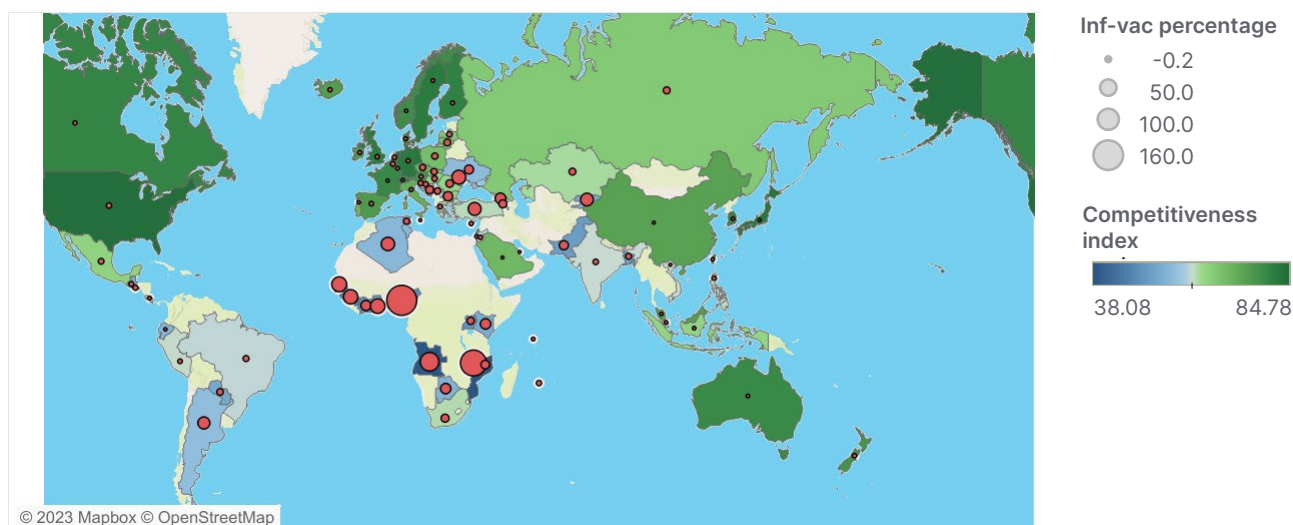 Inf-vac percentage
-0.2
50.0
100.0
160.0
Competitiveness
index
38.08
84.78
© 2023 Mapbox © OpenStreetMap